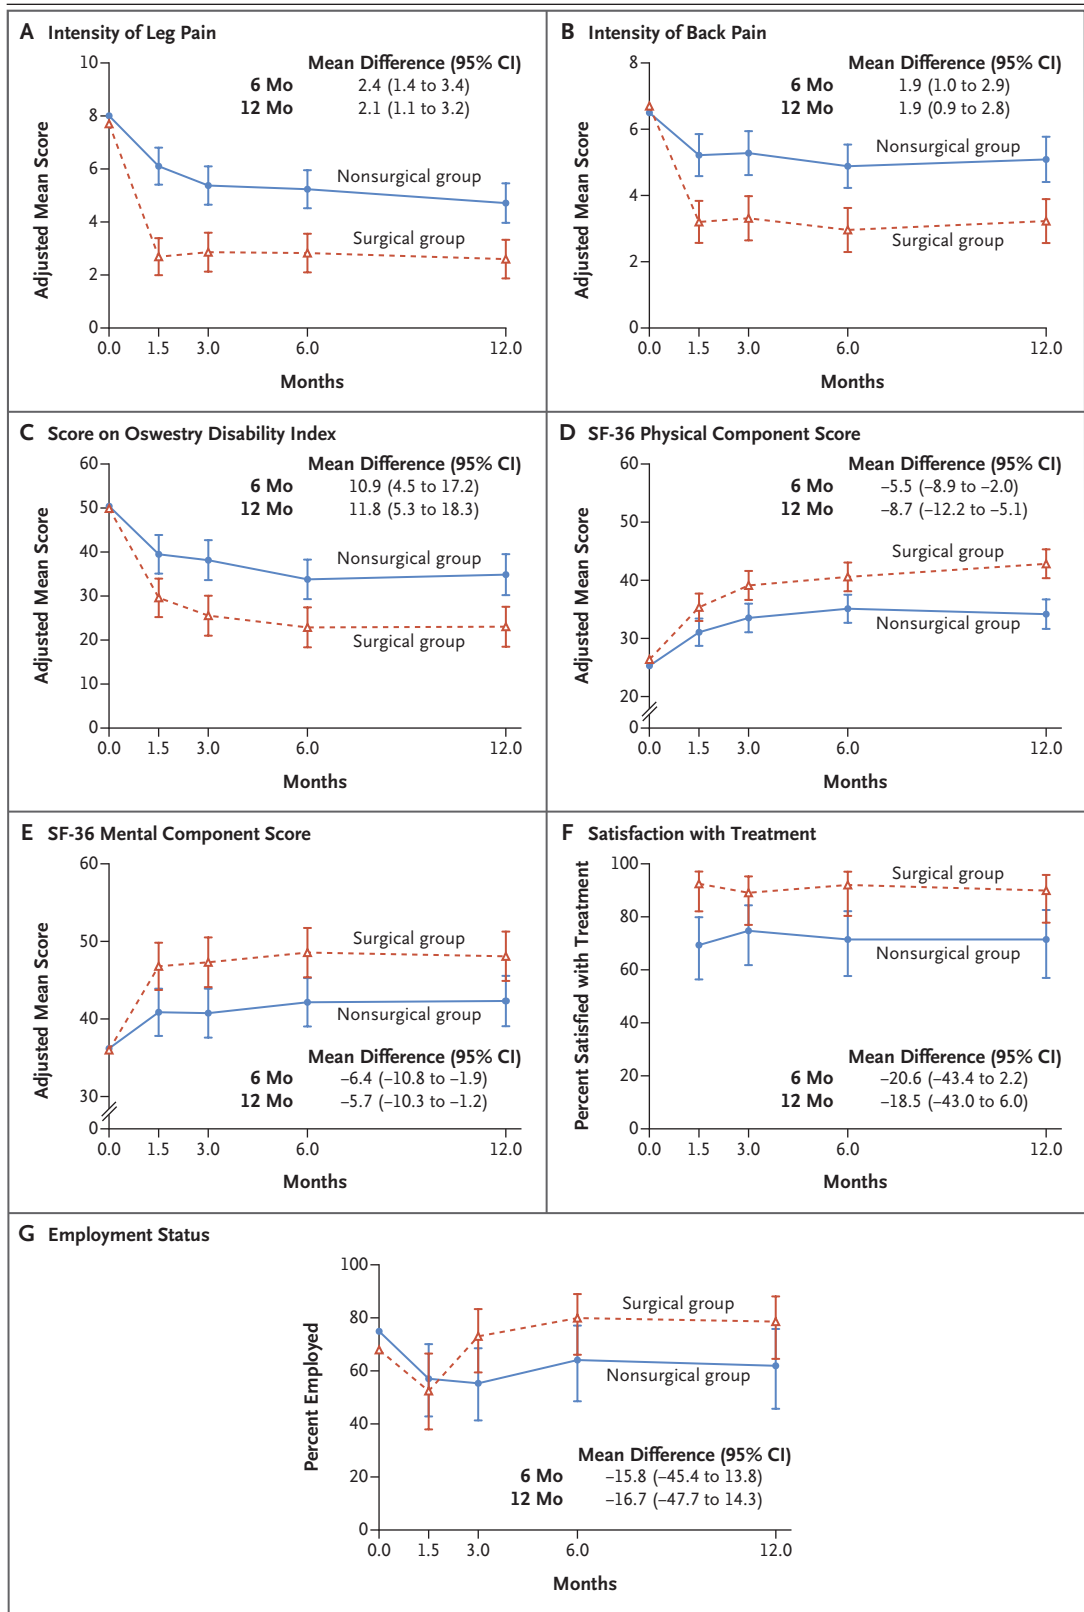 A Intensity of Leg Pain
Mean Difference (95% CI)
6 Mo 2.4 (1.4 to 3.4)
12 Mo 2.1 (1.1 to 3.2)
10
8
6
4
2
0
Adjusted Mean Score
Nonsurgical group
Surgical group
0.0 1.5 3.0 6.0 12.0
Months
B Intensity of Back Pain
Mean Difference (95% CI)
6 Mo 1.9 (1.0 to 2.9)
12 Mo 1.9 (0.9 to 2.8)
8
6
4
2
0
Adjusted Mean Score
Nonsurgical group
Surgical group
0.0 1.5 3.0 6.0 12.0
Months
C Score on Oswestry Disability Index
Mean Difference (95% CI)
6 Mo 10.9 (4.5 to 17.2)
12 Mo 11.8 (5.3 to 18.3)
60
50
40
30
20
10
0
Adjusted Mean Score
Nonsurgical group
Surgical group
0.0 1.5 3.0 6.0 12.0
Months
D SF-36 Physical Component Score
Mean Difference (95% CI)
6 Mo –5.5 (–8.9 to –2.0)
12 Mo –8.7 (–12.2 to –5.1)
60
50
40
30
20
0
Adjusted Mean Score
Surgical group
Nonsurgical group
0.0 1.5 3.0 6.0 12.0
Months
E SF-36 Mental Component Score
60
50
40
30
0
Adjusted Mean Score
Surgical group
Nonsurgical group
Mean Difference (95% CI)
6 Mo –6.4 (–10.8 to –1.9)
12 Mo –5.7 (–10.3 to –1.2)
0.0 1.5 3.0 6.0 12.0
Months
F Satisfaction with Treatment
100
80
60
40
20
0
Percent Satisfied with Treatment
Surgical group
Nonsurgical group
Mean Difference (95% CI)
6 Mo –20.6 (–43.4 to 2.2)
12 Mo –18.5 (–43.0 to 6.0)
0.0 1.5 3.0 6.0 12.0
Months
G Employment Status
100
80
60
40
20
0
Percent Employed
Surgical group
Nonsurgical group
Mean Difference (95% CI)
6 Mo –15.8 (–45.4 to 13.8)
12 Mo –16.7 (–47.7 to 14.3)
0.0 1.5 3.0 6.0 12.0
Months